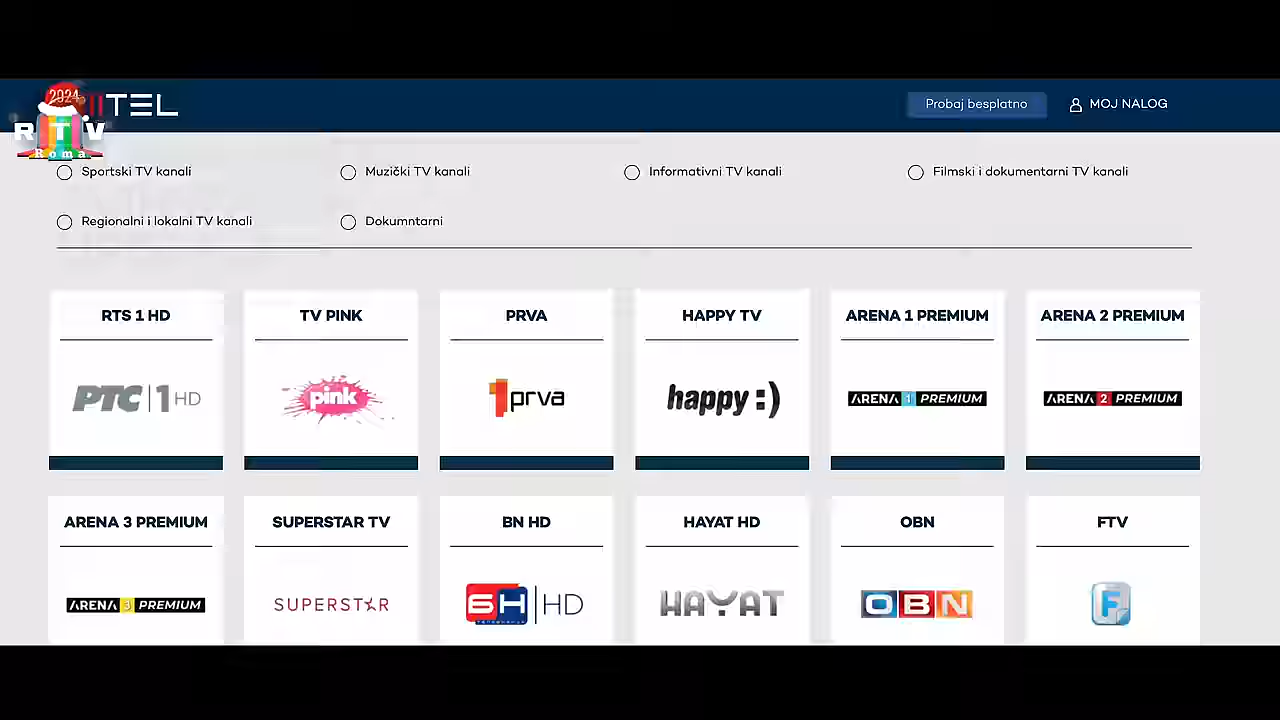 2024
TEL
RTV
Roma
Probaj besplatno
MOJ NALOG
Sportski TV kanali
Muzički TV kanali
Informativni TV kanali
Filmski i dokumentarni TV kanali
Regionalni i lokalni TV kanali
Dokumntarni
RTS 1 HD
TV PINK
PRVA
HAPPY TV
ARENA 1 PREMIUM
ARENA 2 PREMIUM
РТС 1 HD
pink
1prva
happy :)
ARENA 1 PREMIUM
ARENA 2 PREMIUM
ARENA 3 PREMIUM
SUPERSTAR TV
BN HD
HAYAT HD
OBN
FTV
ARENA 3 PREMIUM
SUPERSTAR
БН HD
HAYAT
OBN
F